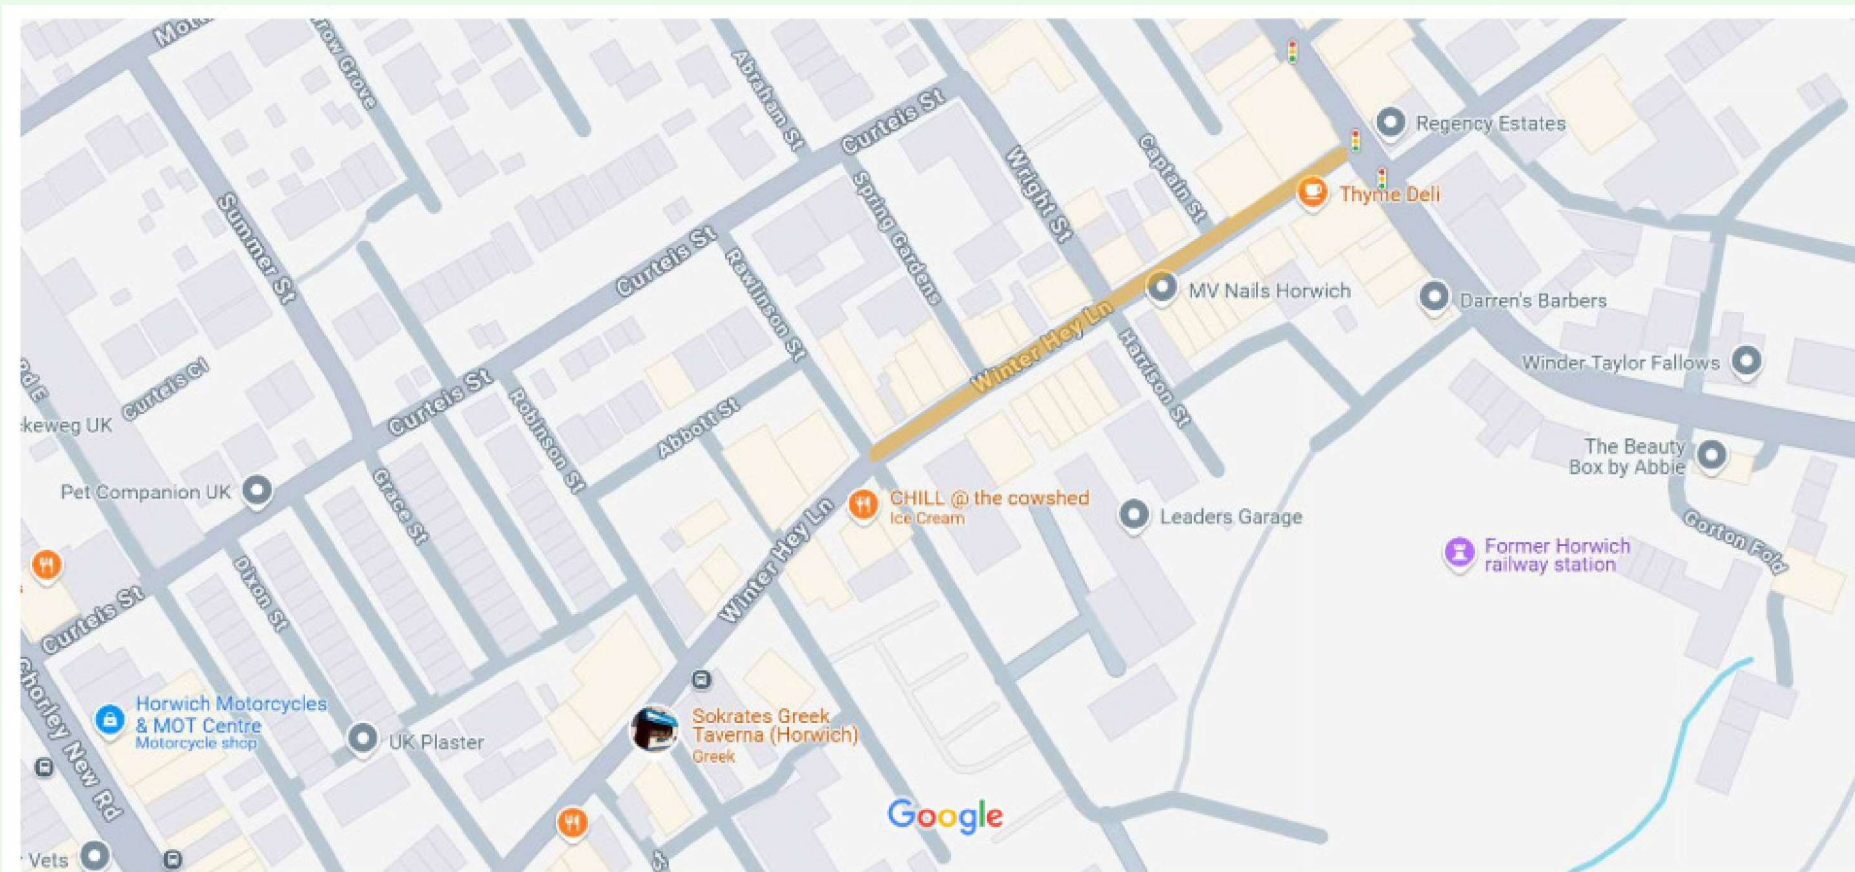 Abraham St
Curteis St
Regency Estates
Captain St
Wright St
Thyme Deli
Spring Gardens
Summer St
Curteis St
Rawlinson St
MV Nails Horwich
Darren's Barbers
Winter Hey Ln
Harrison St
Winder Taylor Fallows
Curteis Cl
Rd E
Curteis St
Robinson St
Abbott St
The Beauty
Box by Abbie
Pet Companion UK
Grace St
CHILL @ the cowshed
Ice Cream
Leaders Garage
Winter Hey Ln
Gorton Fold
Former Horwich
railway station
Dixon St
Curteis St
Chorley New Rd
Horwich Motorcycles
& MOT Centre
Motorcycle shop
UK Plaster
Sokrates Greek
Taverna (Horwich)
Greek
Google
Vets
St